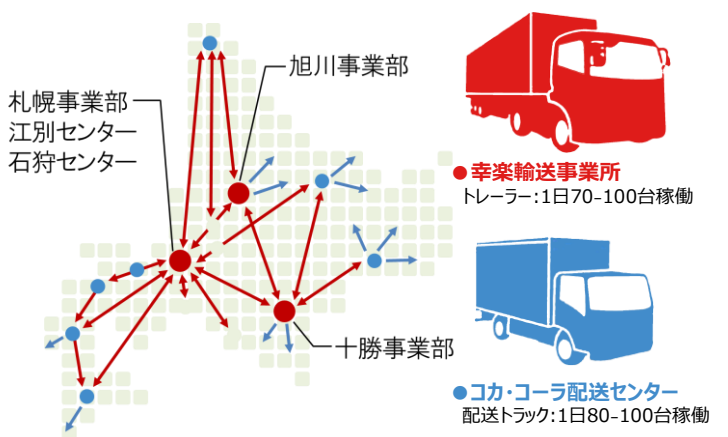 旭川事業部
札幌事業部
江別センター
石狩センター
十勝事業部
●幸楽輸送事業所
トレーラー:1日70-100台稼働
●コカ・コーラ配送センター
配送トラック:1日80-100台稼働